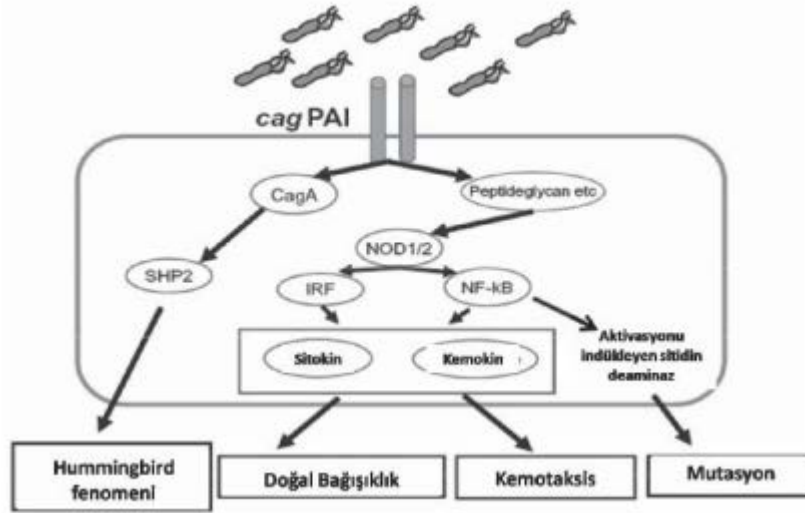 cag PAI
CagA
Peptideglycan etc
NOD1/2
SHP2
IRF
NF-kB
Sitokin
Kemokin
Aktivasyonu
indükleyen sitidin
deaminaz
Hummingbird
fenomeni
Doğal Bağışıklık
Kemotaksis
Mutasyon